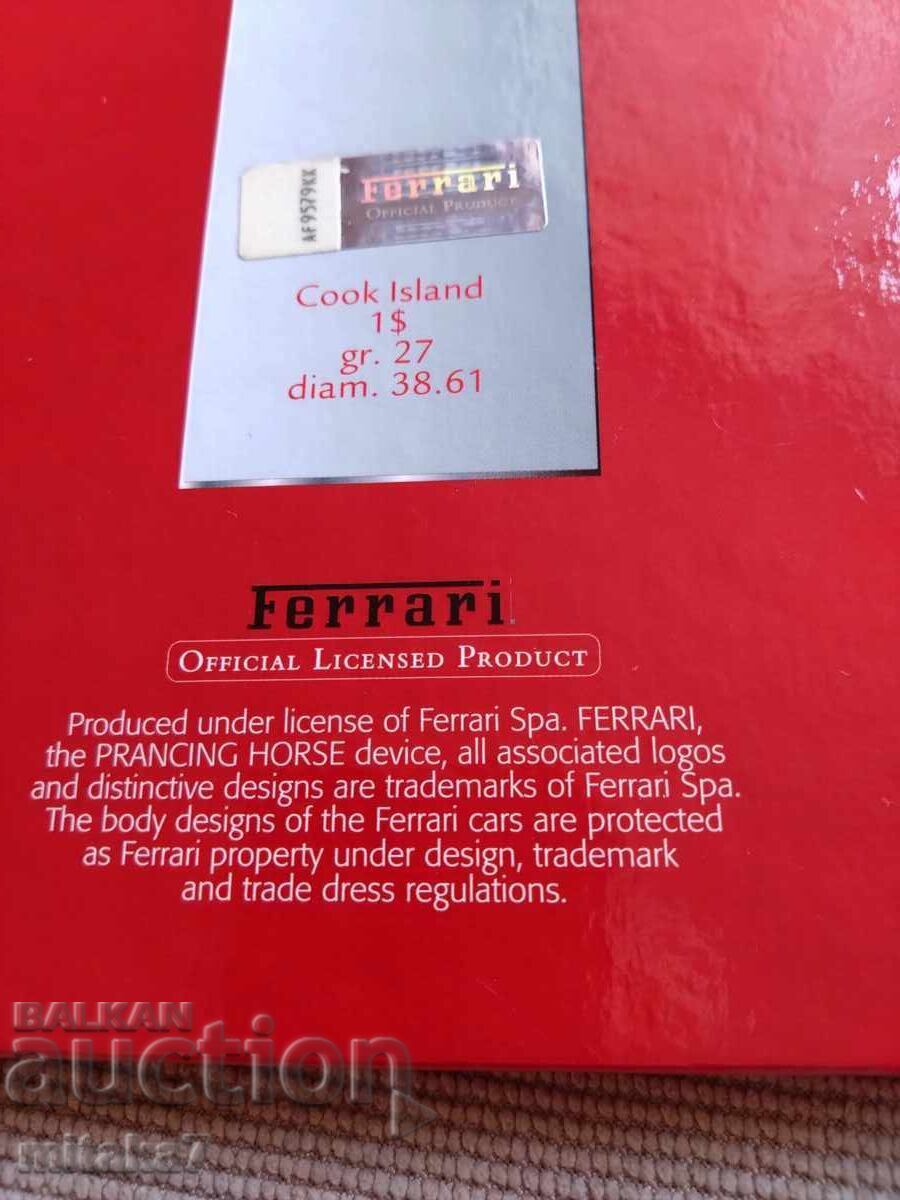 AF9579KK
Ferrari
OFFICIAL PRODUCT
Cook Island
1$
gr. 27
diam. 38.61
Ferrari
OFFICIAL LICENSED PRODUCT
Produced under license of Ferrari Spa. FERRARI,
the PRANCING HORSE device, all associated logos
and distinctive designs are trademarks of Ferrari Spa.
The body designs of the Ferrari cars are protected
as Ferrari property under design, trademark
and trade dress regulations.
BALKAN
auction
mitaka7